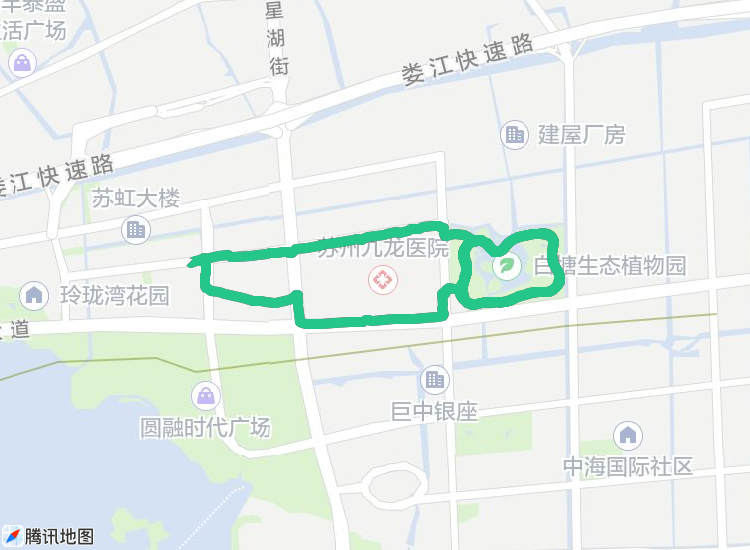 丰泰盛
活广场
星湖街
娄江快速路
建屋厂房
娄江快速路
苏虹大楼
苏州九龙医院
白塘生态植物园
玲珑湾花园
大道
圆融时代广场
巨中银座
中海国际社区
腾讯地图